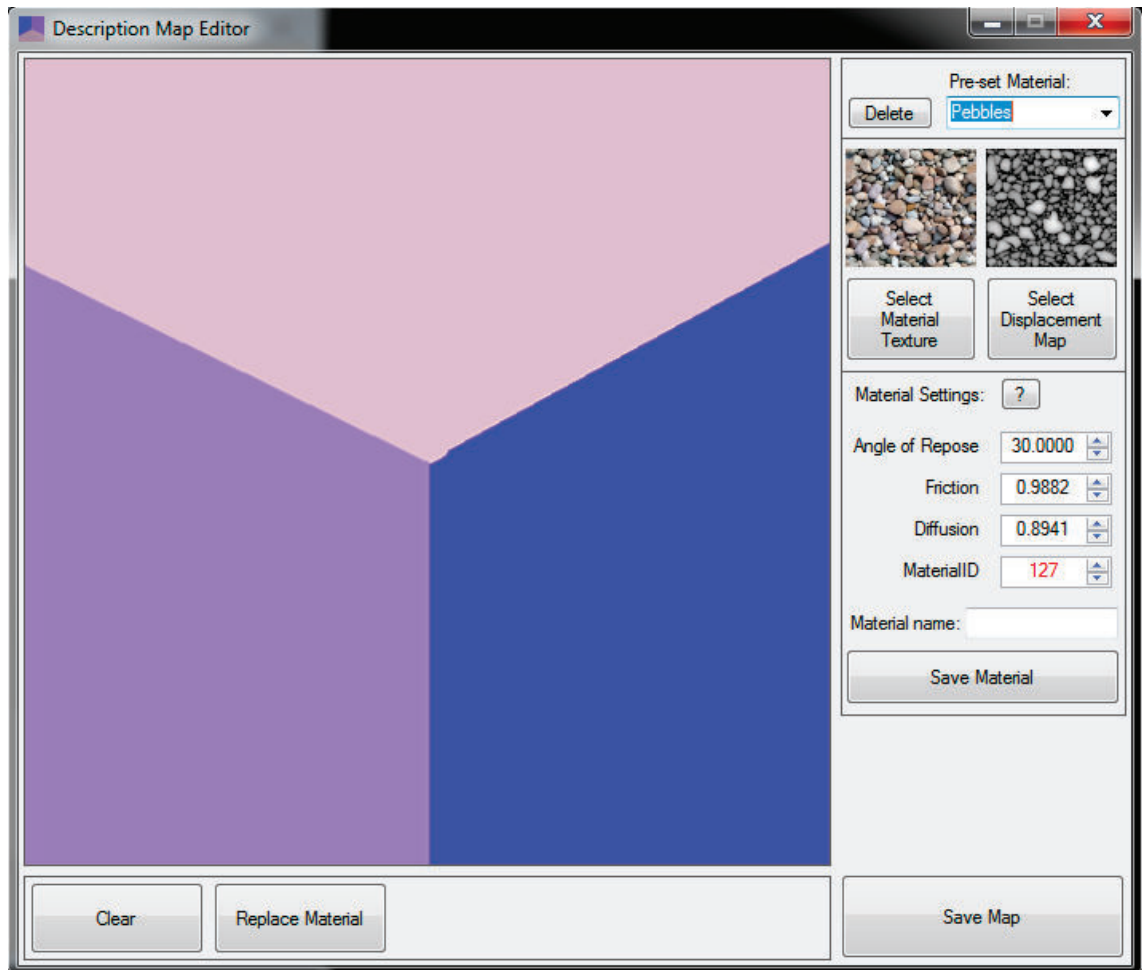 Description Map Editor
Pre-set Material:
Delete
Pebbles
Select
Material
Texture
Select
Displacement
Map
Material Settings:
?
Angle of Repose 30.0000
Friction 0.9882
Diffusion 0.8941
MaterialID 127
Material name:
Save Material
Clear
Replace Material
Save Map